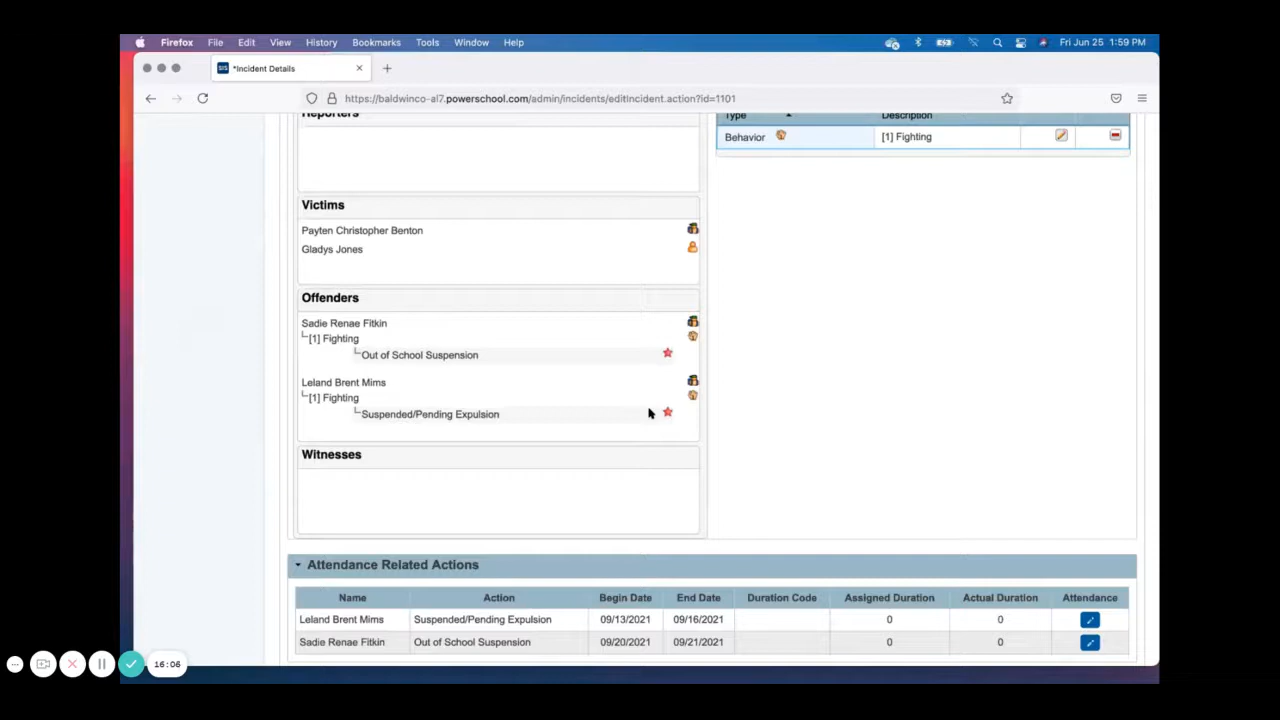 Firefox File Edit View History Bookmarks Tools Window Help Fri Jun 25 1:59 PM
SIS *Incident Details
https://baldwinco-al7.powerschool.com/admin/incidents/editIncident.action?id=1101
Reporters
Type Description
Behavior [1] Fighting
Victims
Payten Christopher Benton
Gladys Jones
Offenders
Sadie Renae Fitkin
[1] Fighting
Out of School Suspension
Leland Brent Mims
[1] Fighting
Suspended/Pending Expulsion
Witnesses
Attendance Related Actions
Name Action Begin Date End Date Duration Code Assigned Duration Actual Duration Attendance
Leland Brent Mims Suspended/Pending Expulsion 09/13/2021 09/16/2021 0 0
Sadie Renae Fitkin Out of School Suspension 09/20/2021 09/21/2021 0 0
16:06